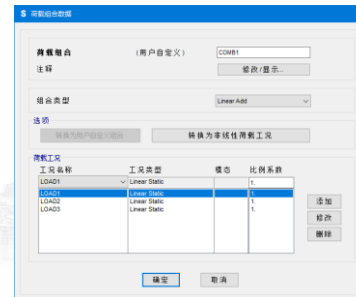 S 荷载组合数据
荷载组合 (用户自定义) COMB1
注释 修改/显示...
组合类型 Linear Add
选项
转换为用户自定义组合 转换为非线性荷载工况
荷载工况
工况名称 工况类型 模态 比例系数
LOAD1 Linear Static 1.
LOAD1 Linear Static 1.
LOAD2 Linear Static 1.
LOAD3 Linear Static 1.
添加
修改
删除
确定 取消